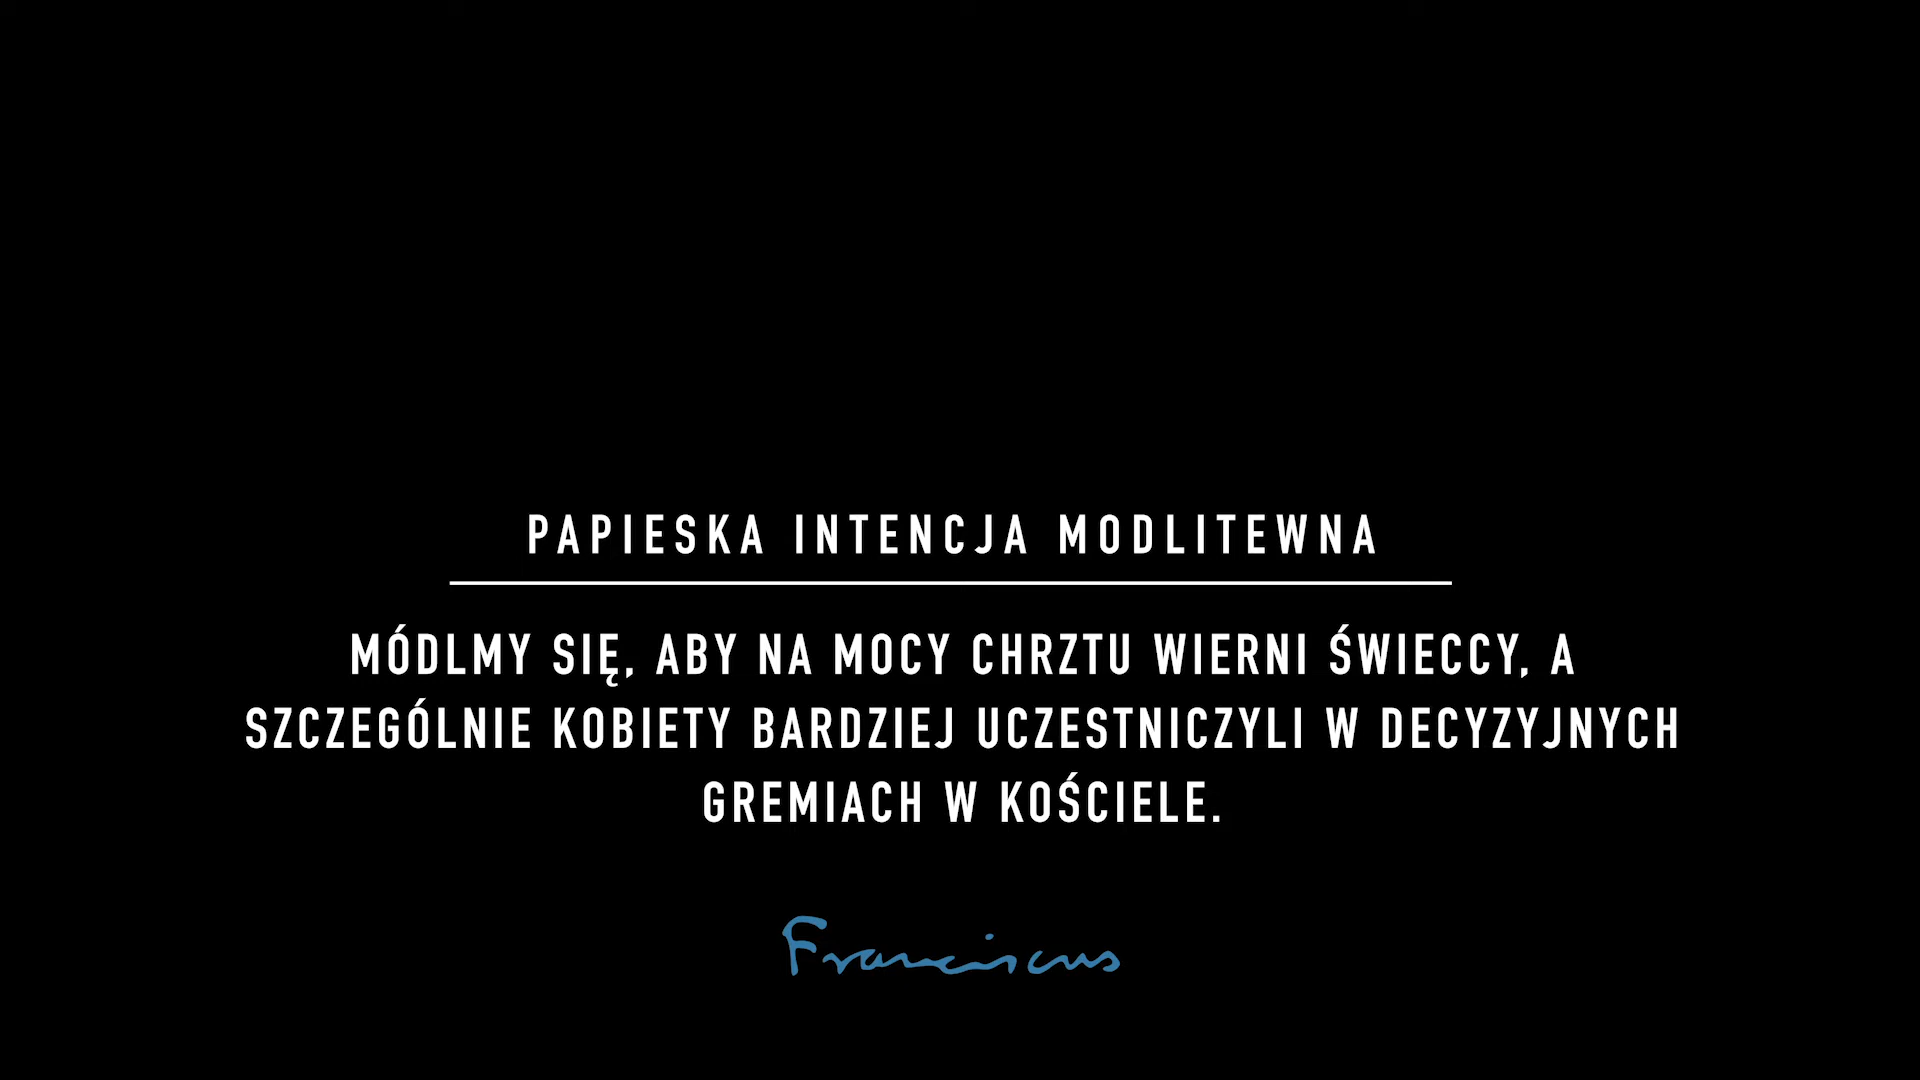 PAPIESKA INTENCJA MODLITEWNA
MÓDLMY SIĘ, ABY NA MOCY CHRZTU WIERNI ŚWIECCY, A
SZCZEGÓLNIE KOBIETY BARDZIEJ UCZESTNICZYLI W DECYZYJNYCH
GREMIACH W KOŚCIELE.
Franciscus